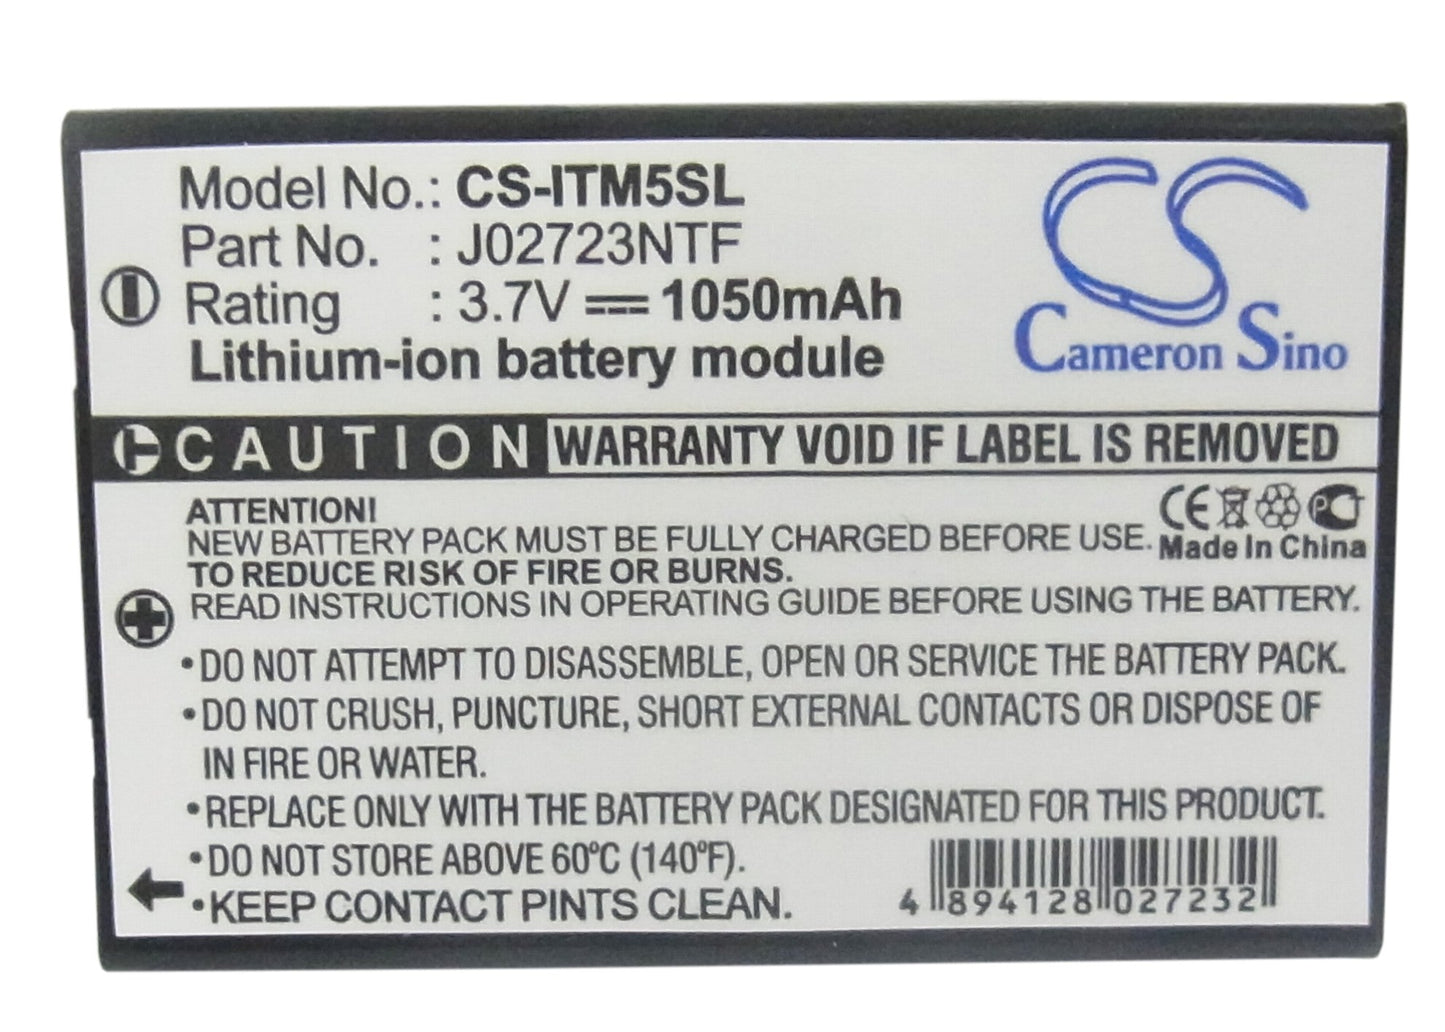 Model No.: CS-ITM5SL
Part No. : J02723NTF
Rating : 3.7V 1050mAh
Lithium-ion battery module
CS
Cameron Sino
CAUTION WARRANTY VOID IF LABEL IS REMOVED
ATTENTION!
NEW BATTERY PACK MUST BE FULLY CHARGED BEFORE USE.
CE PCT
Made In China
TO REDUCE RISK OF FIRE OR BURNS.
READ INSTRUCTIONS IN OPERATING GUIDE BEFORE USING THE BATTERY.
•DO NOT ATTEMPT TO DISASSEMBLE, OPEN OR SERVICE THE BATTERY PACK.
•DO NOT CRUSH, PUNCTURE, SHORT EXTERNAL CONTACTS OR DISPOSE OF
IN FIRE OR WATER.
•REPLACE ONLY WITH THE BATTERY PACK DESIGNATED FOR THIS PRODUCT.
•DO NOT STORE ABOVE 60ºC (140ºF).
•KEEP CONTACT PINTS CLEAN.
4 894128 027232